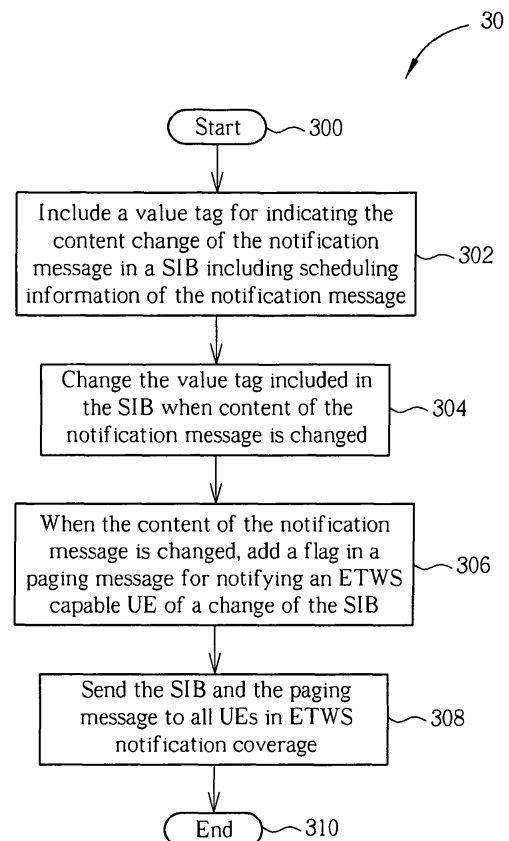 30
Start
300
Include a value tag for indicating the
content change of the notification
message in a SIB including scheduling
information of the notification message
302
Change the value tag included in
the SIB when content of the
notification message is changed
304
When the content of the notification
message is changed, add a flag in a
paging message for notifying an ETWS
capable UE of a change of the SIB
306
Send the SIB and the paging
message to all UEs in ETWS
notification coverage
308
End
310